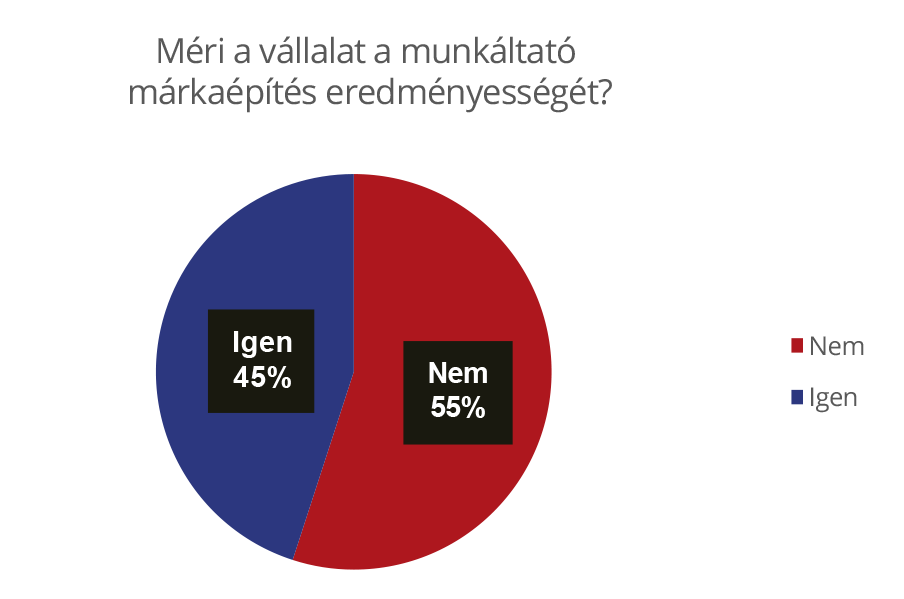 Méri a vállalat a munkáltató
márkaépítés eredményességét?
Igen
45%
Nem
55%
Nem
Igen